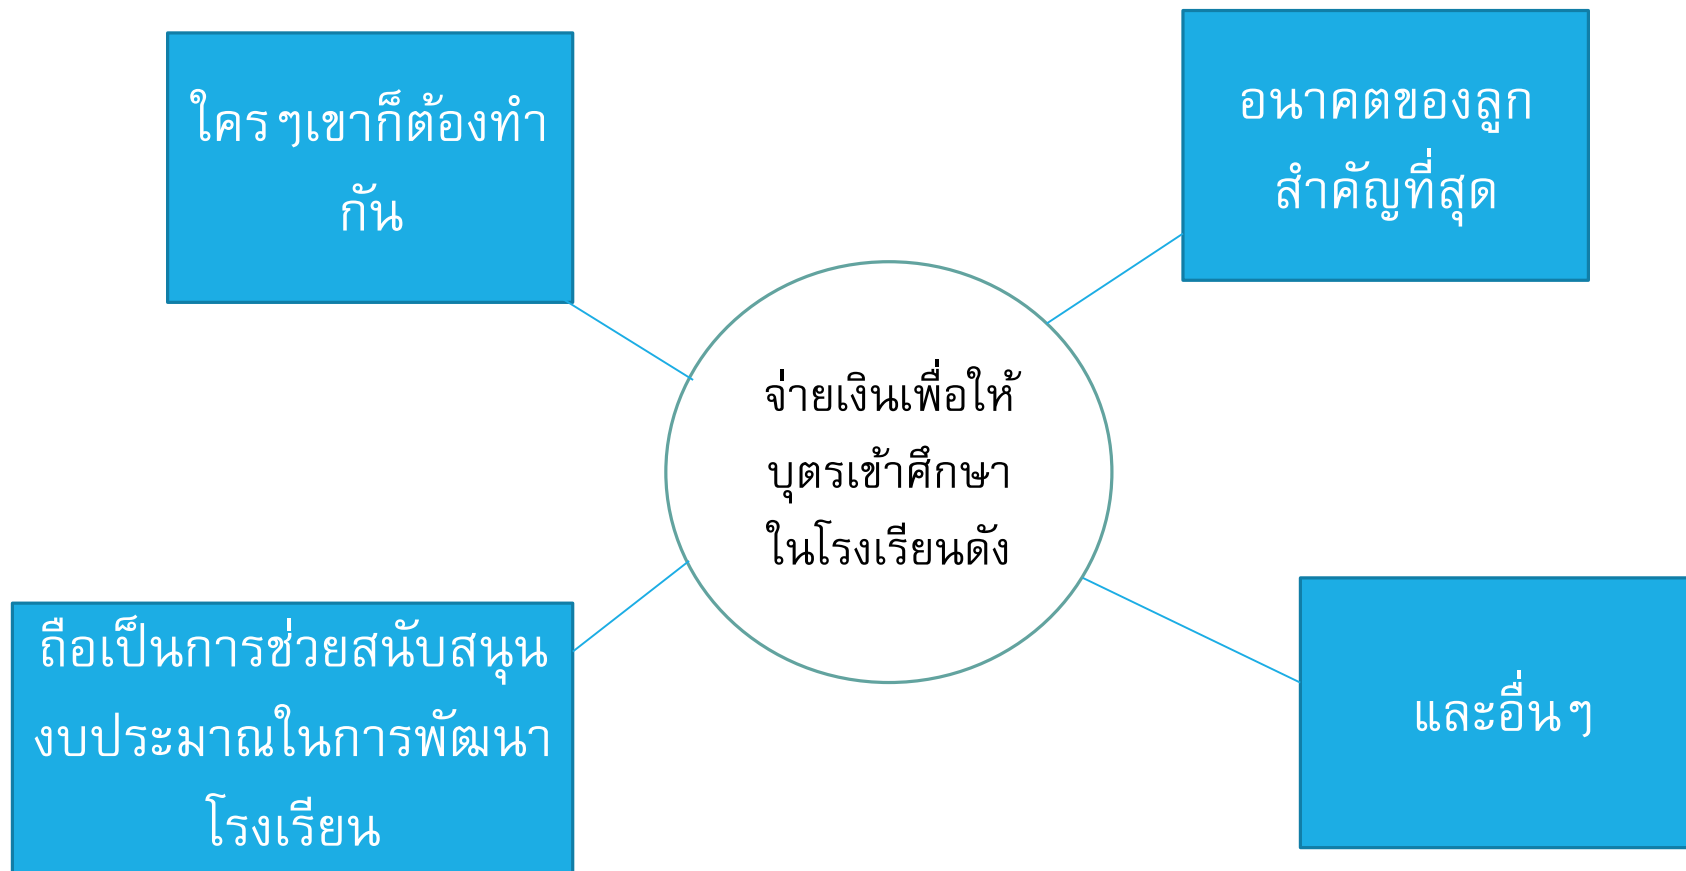 ใครๆเขาก็ต้องทำ
กัน
อนาคตของลูก
สำคัญที่สุด
จ่ายเงินเพื่อให้
บุตรเข้าศึกษา
ในโรงเรียนดัง
ถือเป็นการช่วยสนับสนุน
งบประมาณในการพัฒนา
โรงเรียน
และอื่นๆ